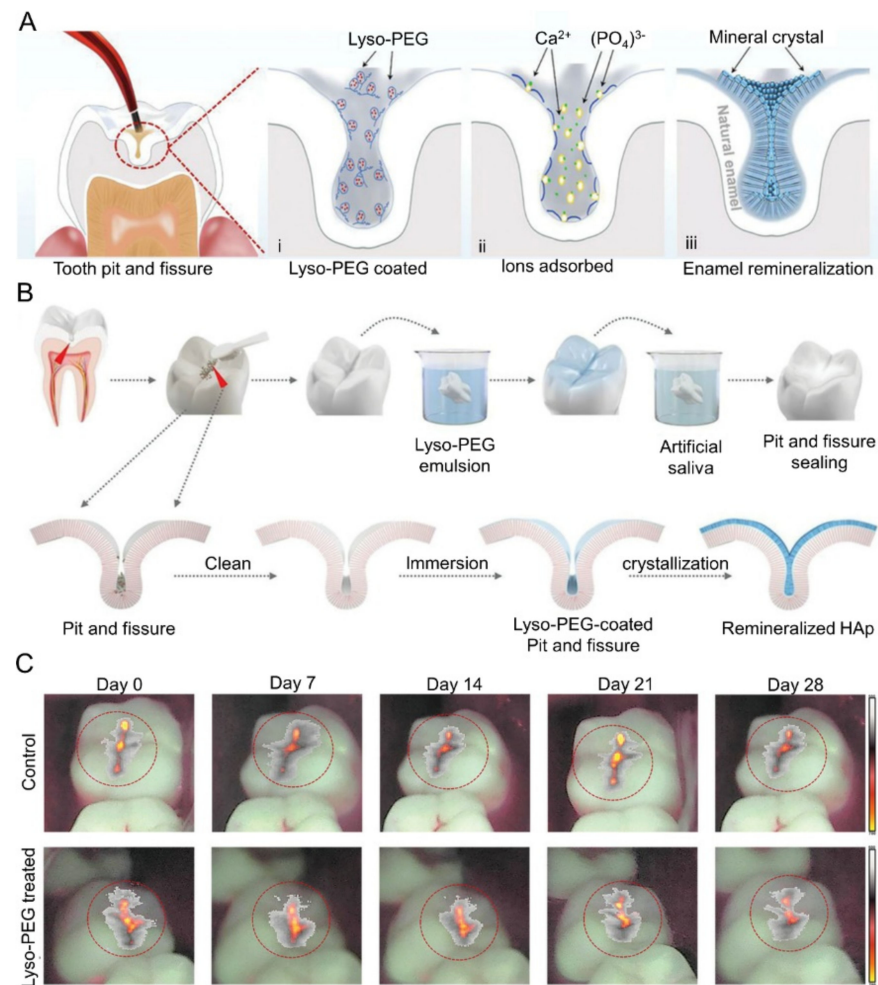 A
Lyso-PEG
Ca²⁺ (PO₄)³⁻
Mineral crystal
Natural enamel
i
ii
iii
Tooth pit and fissure
Lyso-PEG coated
Ions adsorbed
Enamel remineralization
B
Lyso-PEG
emulsion
Artificial
saliva
Pit and fissure
sealing
Clean
Immersion
crystallization
Pit and fissure
Lyso-PEG-coated
Pit and fissure
Remineralized HAp
C
Day 0
Day 7
Day 14
Day 21
Day 28
Control
Lyso-PEG treated